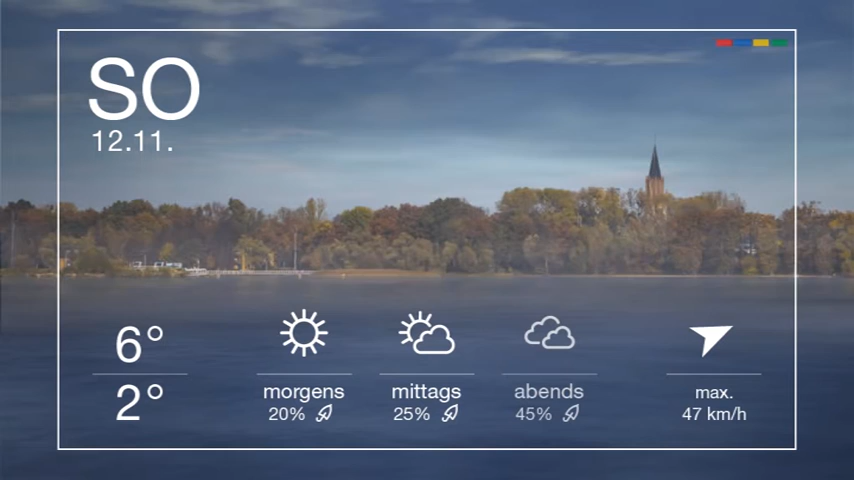 SO
12.11.
6°
2°
morgens
20%
mittags
25%
abends
45%
max.
47 km/h